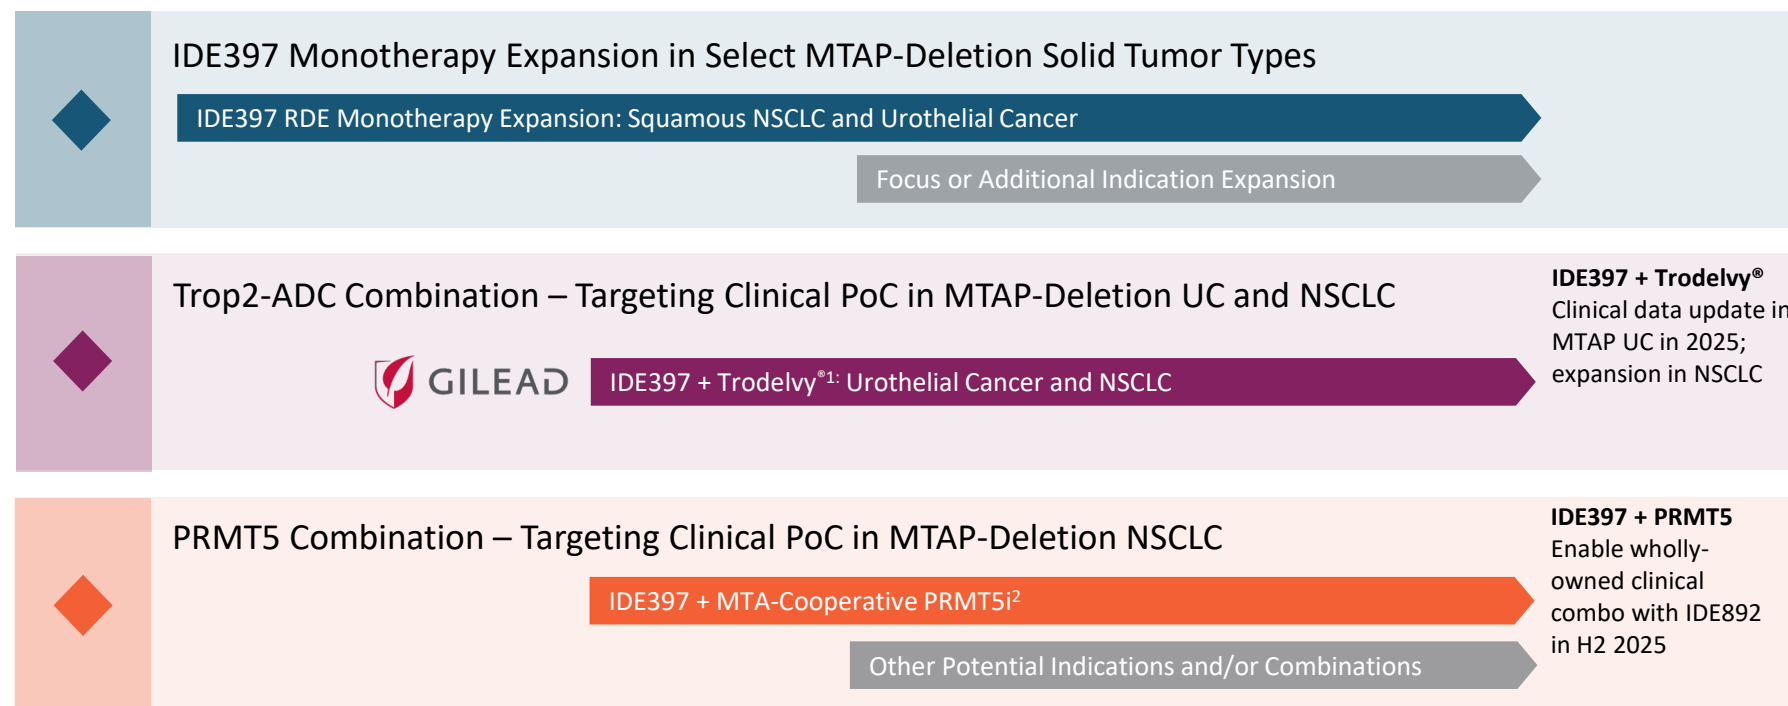 IDE397 Monotherapy Expansion in Select MTAP-Deletion Solid Tumor Types
IDE397 RDE Monotherapy Expansion: Squamous NSCLC and Urothelial Cancer
Focus or Additional Indication Expansion
Trop2-ADC Combination – Targeting Clinical PoC in MTAP-Deletion UC and NSCLC
GILEAD
IDE397 + Trodelvy®1: Urothelial Cancer and NSCLC
IDE397 + Trodelvy®
Clinical data update in
MTAP UC in 2025;
expansion in NSCLC
PRMT5 Combination – Targeting Clinical PoC in MTAP-Deletion NSCLC
IDE397 + MTA-Cooperative PRMT5i2
Other Potential Indications and/or Combinations
IDE397 + PRMT5
Enable wholly-
owned clinical
combo with IDE892
in H2 2025